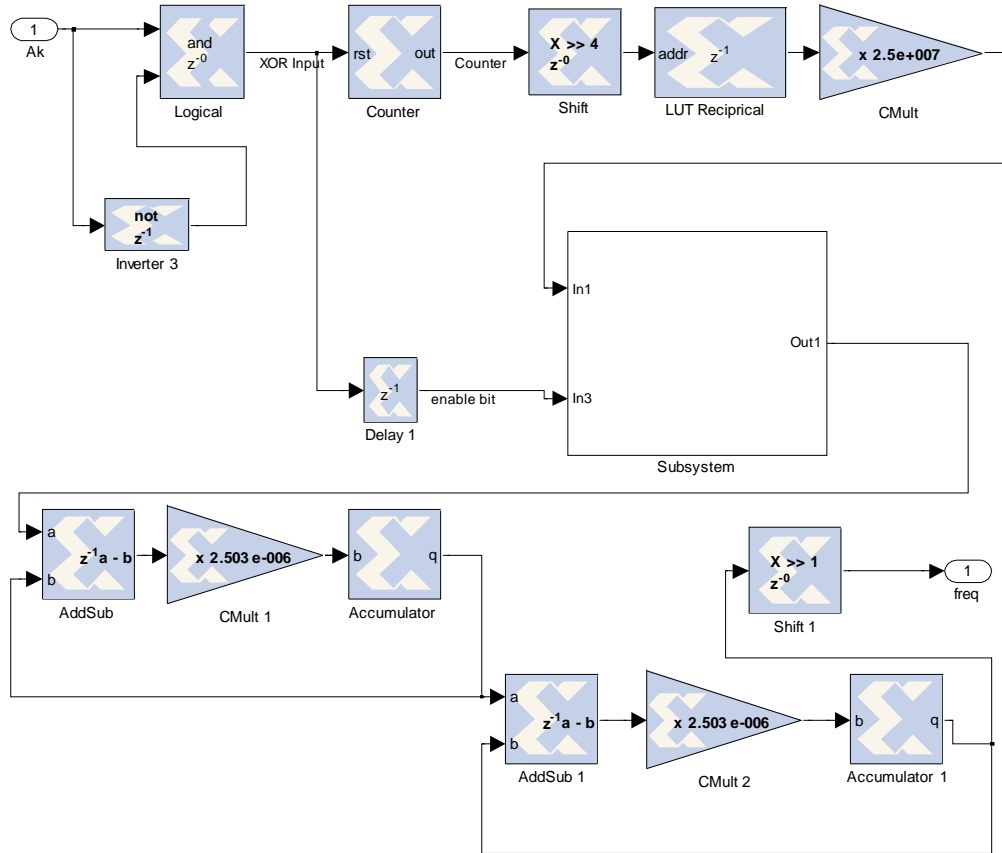 1
Ak
and
z-0
Logical
XOR Input
rst
out
Counter
Counter
X >> 4
z-0
Shift
addr
z-1
LUT Reciprical
x 2.5e+007
CMult
not
z-1
Inverter 3
In1
Out1
In3
Subsystem
z-1
Delay 1
enable bit
a
b
z-1 a - b
AddSub
x 2.503 e-006
CMult 1
b
q
Accumulator
X >> 1
z-0
Shift 1
1
freq
a
b
z-1 a - b
AddSub 1
x 2.503 e-006
CMult 2
b
q
Accumulator 1